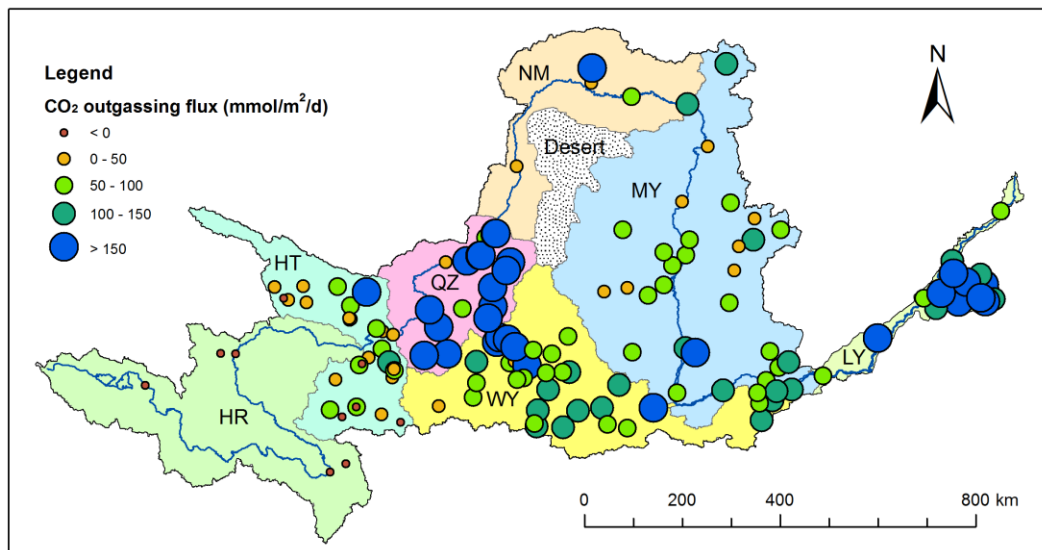 Legend
CO₂ outgassing flux (mmol/m²/d)
< 0
0 - 50
50 - 100
100 - 150
> 150
NM
N
Desert
MY
HT
QZ
LY
WY
HR
0 200 400 800 km